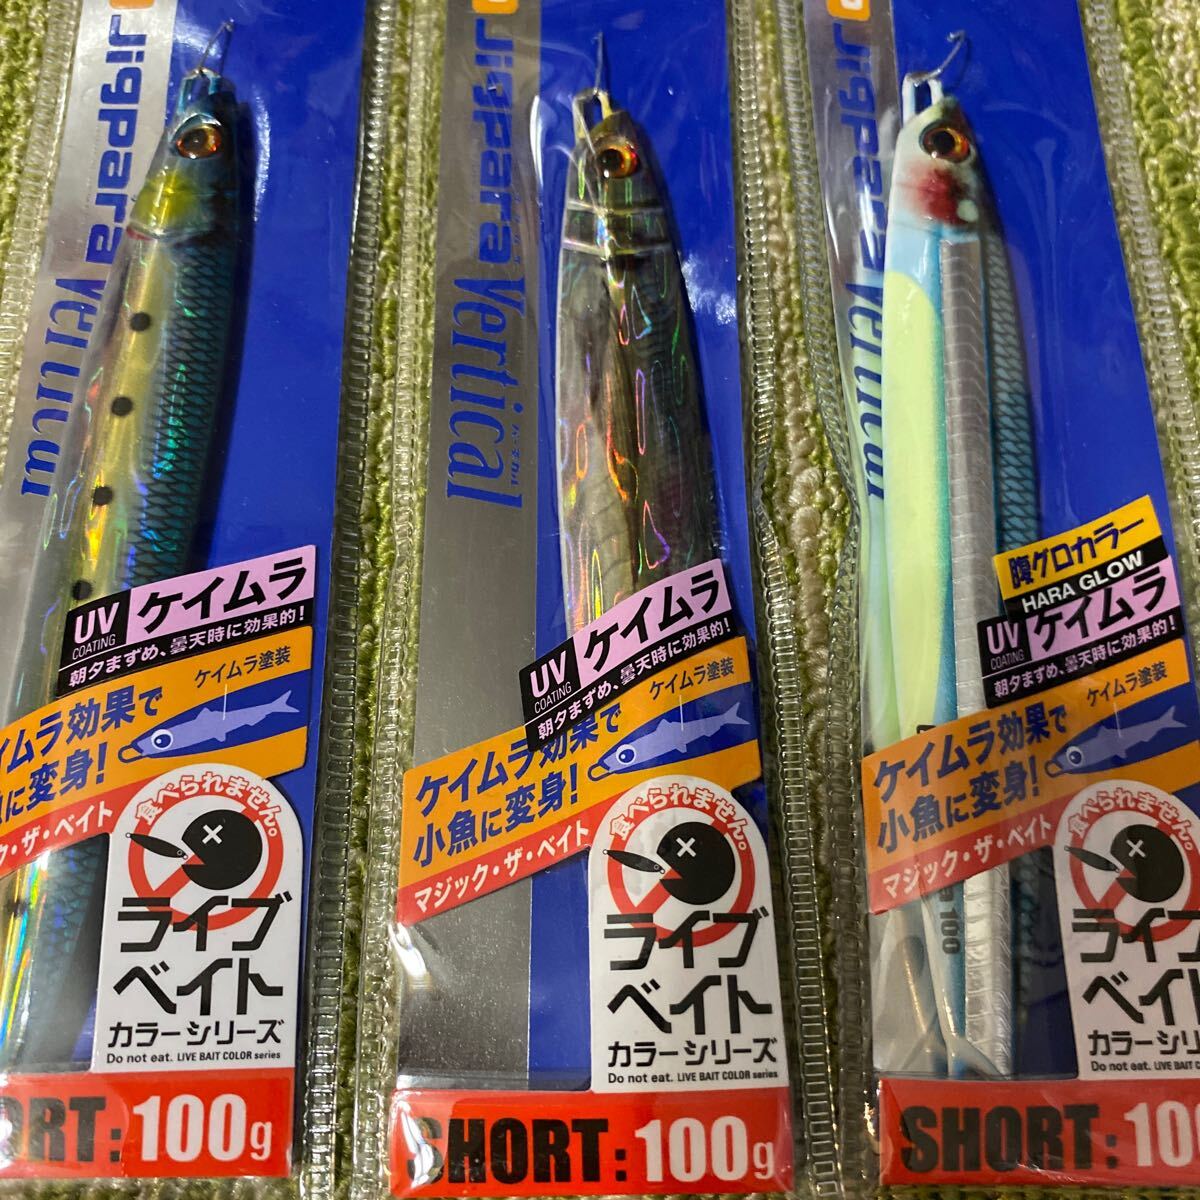 Jigpara Vertical
UV COATING
ケイムラ
朝夕まずめ、曇天時に効果的!
ケイムラ塗装
イムラ効果で
に変身!
ク・ザ・ベイト
食べられません。
ライブ
ベイト
カラーシリーズ
Do not eat. LIVE BAIT COLOR series
ORT: 100g
Jigpara Vertical
UV COATING
ケイムラ
朝夕まずめ、曇天時に効果的!
ケイムラ塗装
ケイムラ効果で
小魚に変身!
マジック・ザ・ベイト
食べられません。
ライブ
ベイト
カラーシリーズ
Do not eat. LIVE BAIT COLOR series
SHORT: 100g
Jigpara Vertical
腹グロカラー
HARA GLOW
UV COATING
ケイムラ
朝夕まずめ、曇天時に効果的!
ケイムラ塗装
ケイムラ効果で
小魚に変身!
マジック・ザ・ベイト
100
食べられません。
ライブ
ベイト
カラーシリーズ
Do not eat. LIVE BAIT COLOR series
SHORT: 10